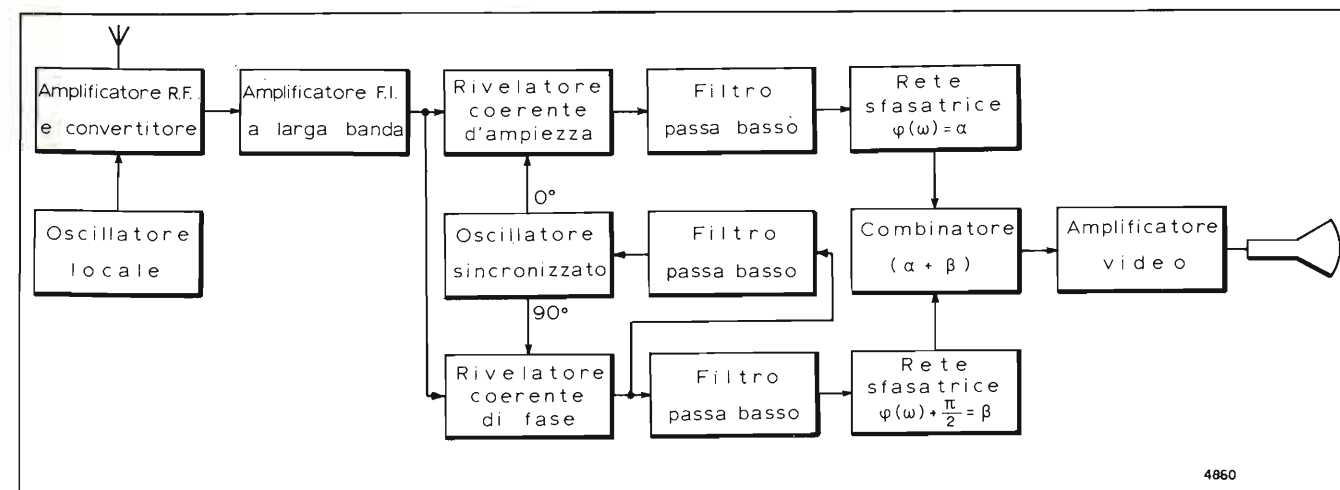 Amplificatore R.F.
e convertitore
Amplificatore F.I.
a larga banda
Rivelatore
coerente
d'ampiezza
Filtro
passa basso
Rete
sfasatrice
φ(ω) = α
0°
Oscillatore
locale
Oscillatore
sincronizzato
Filtro
passa basso
Combinatore
(α + β)
Amplificatore
video
90°
Rivelatore
coerente
di fase
Filtro
passa basso
Rete
sfasatrice
φ(ω) + π/2 = β
4860